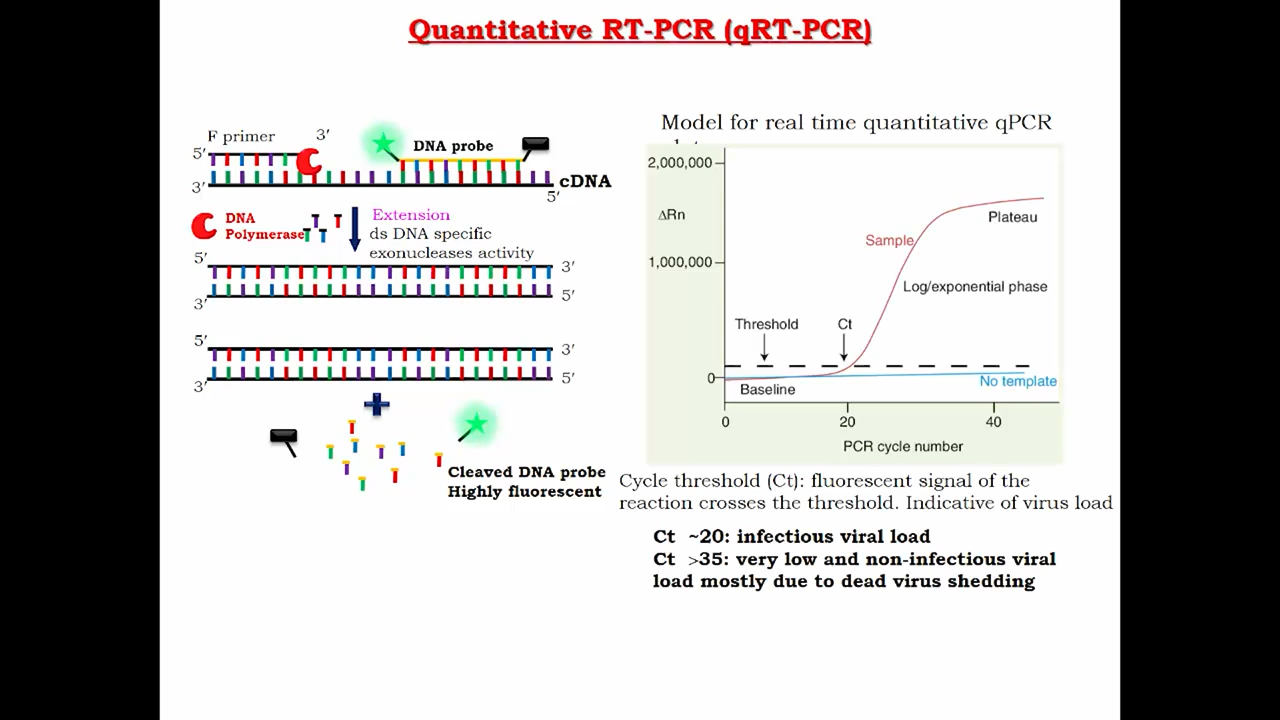 Quantitative RT-PCR (qRT-PCR)
F primer
3′
5′
DNA probe
3′
cDNA
5′
DNA
Polymerase
Extension
ds DNA specific
exonucleases activity
5′
3′
3′
5′
5′
3′
3′
5′
Cleaved DNA probe
Highly fluorescent
Model for real time quantitative qPCR
2,000,000
ΔRn
Sample
Plateau
1,000,000
Log/exponential phase
Threshold
Ct
0
No template
Baseline
0
20
40
PCR cycle number
Cycle threshold (Ct): fluorescent signal of the
reaction crosses the threshold. Indicative of virus load
Ct ~20: infectious viral load
Ct >35: very low and non-infectious viral
load mostly due to dead virus shedding